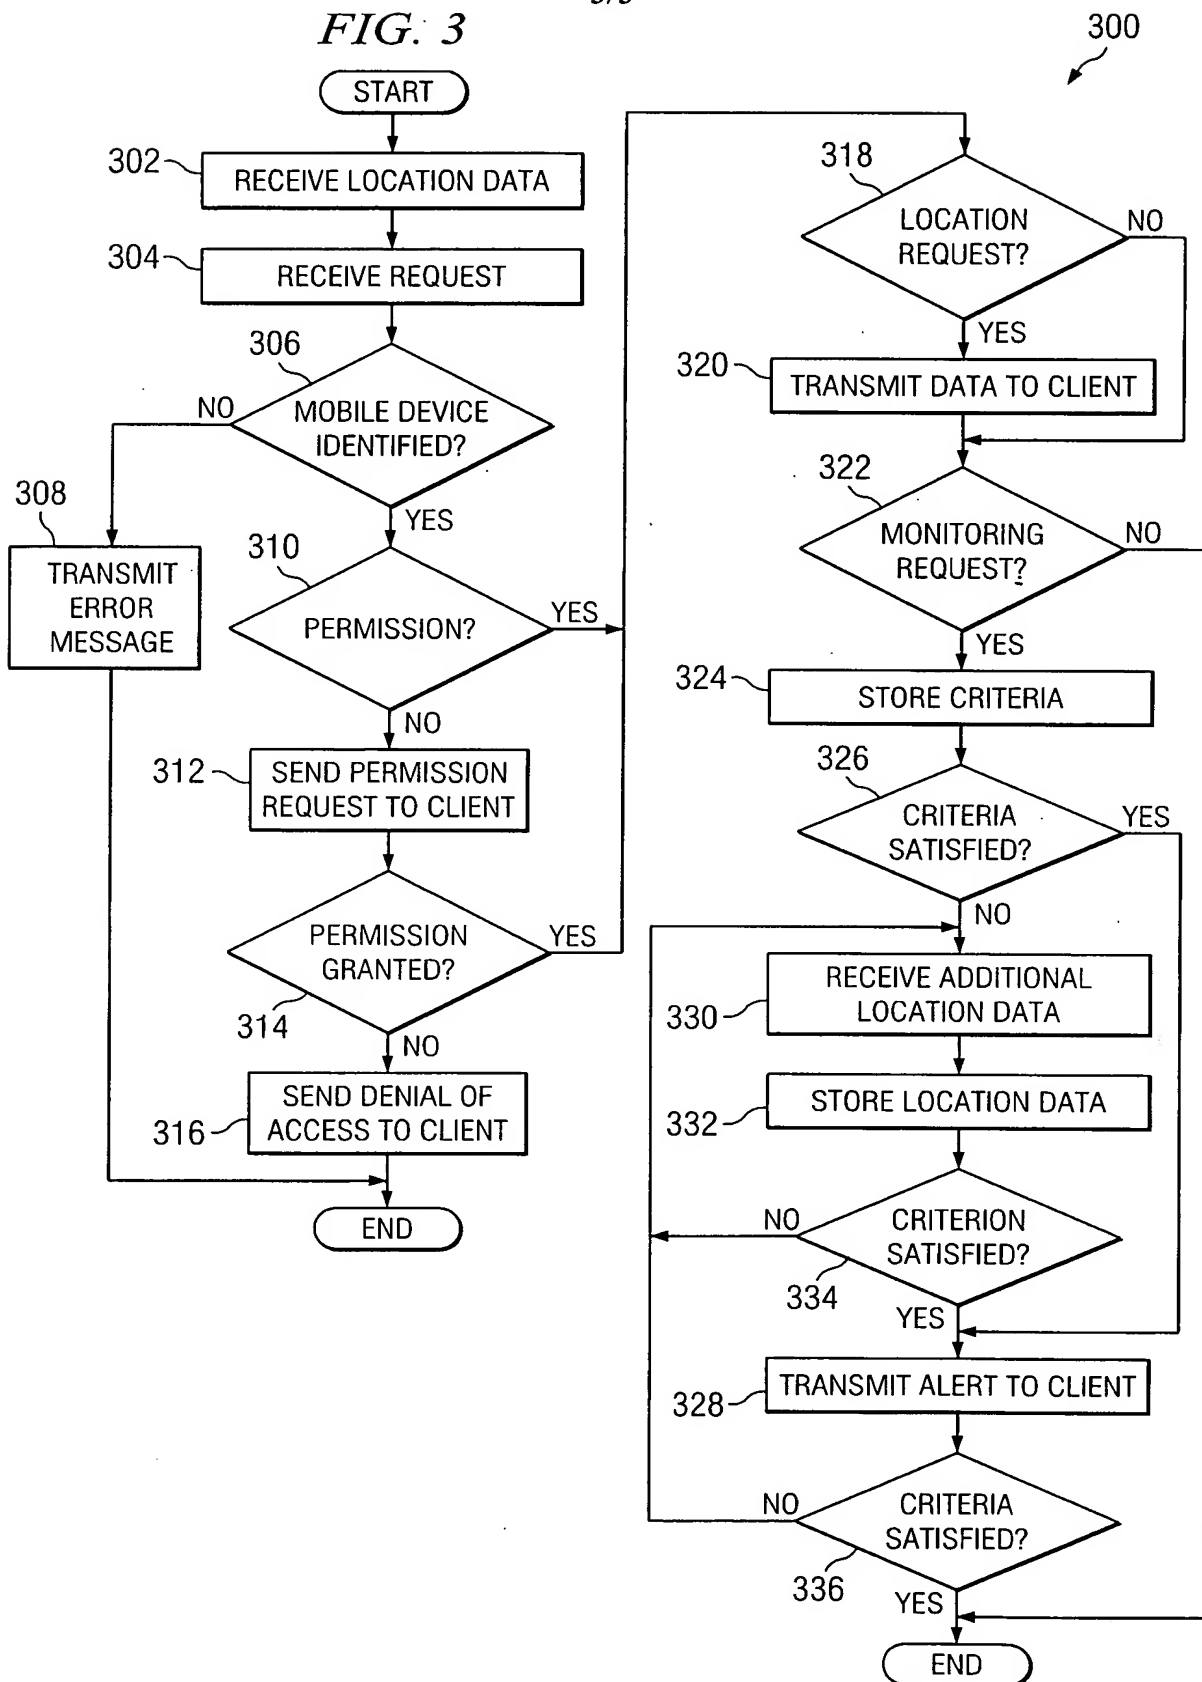 FIG. 3
300
START
302
RECEIVE LOCATION DATA
304
RECEIVE REQUEST
306
MOBILE DEVICE
IDENTIFIED?
NO
YES
308
TRANSMIT
ERROR
MESSAGE
310
PERMISSION?
YES
NO
312
SEND PERMISSION
REQUEST TO CLIENT
PERMISSION
GRANTED?
YES
314
NO
316
SEND DENIAL OF
ACCESS TO CLIENT
END
318
LOCATION
REQUEST?
NO
YES
320
TRANSMIT DATA TO CLIENT
322
MONITORING
REQUEST?
NO
YES
324
STORE CRITERIA
326
CRITERIA
SATISFIED?
YES
NO
330
RECEIVE ADDITIONAL
LOCATION DATA
332
STORE LOCATION DATA
NO
CRITERION
SATISFIED?
334
YES
328
TRANSMIT ALERT TO CLIENT
NO
CRITERIA
SATISFIED?
336
YES
END